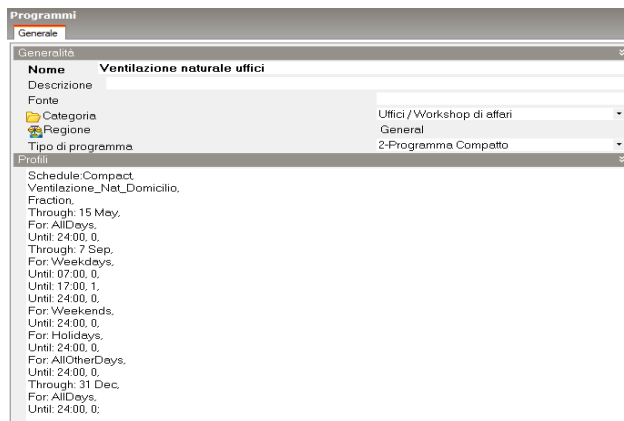 Programmi
Generale
Generalità
Nome Ventilazione naturale uffici
Descrizione
Fonte
Categoria Uffici / Workshop di affari
Regione General
Tipo di programma 2-Programma Compatto
Profili
Schedule:Compact,
Ventilazione_Nat_Domicilio,
Fraction,
Through: 15 May,
For: AllDays,
Until: 24:00, 0,
Through: 7 Sep,
For: Weekdays,
Until: 07:00, 0,
Until: 17:00, 1,
Until: 24:00, 0,
For: Weekends,
Until: 24:00, 0,
For: Holidays,
Until: 24:00, 0,
For: AllOtherDays,
Until: 24:00, 0,
Through: 31 Dec,
For: AllDays,
Until: 24:00, 0;